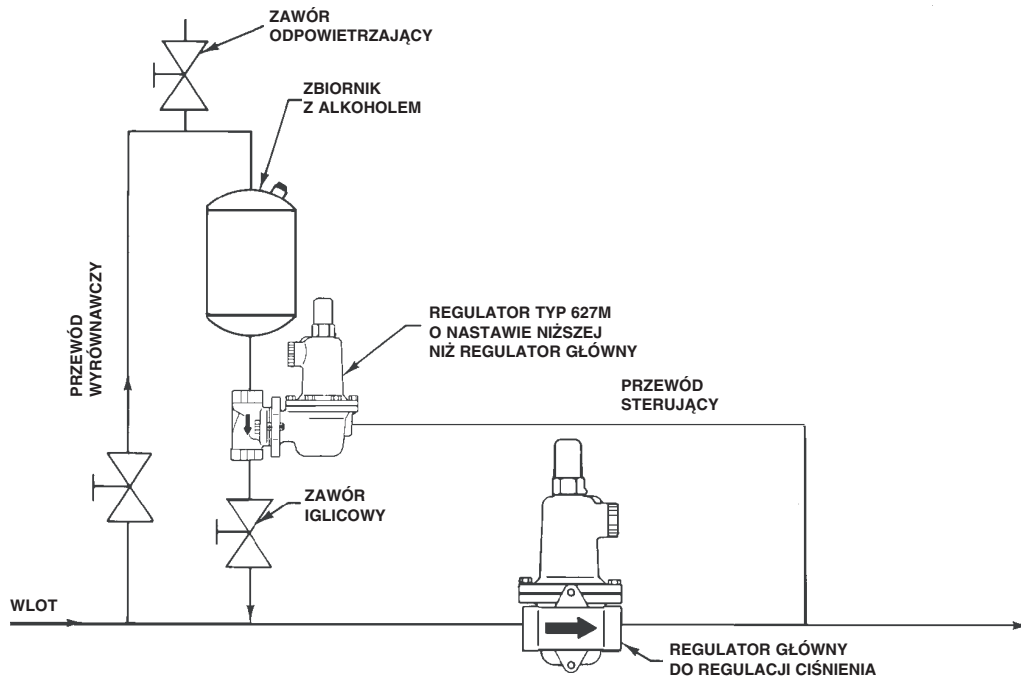 ZAWÓR
ODPOWIETRZAJĄCY
ZBIORNIK
Z ALKOHOLEM
PRZEWÓD
WYRÓWNAWCZY
REGULATOR TYP 627M
O NASTAWIE NIŻSZEJ
NIŻ REGULATOR GŁÓWNY
PRZEWÓD
STERUJĄCY
ZAWÓR
IGLICOWY
WLOT
REGULATOR GŁÓWNY
DO REGULACJI CIŚNIENIA